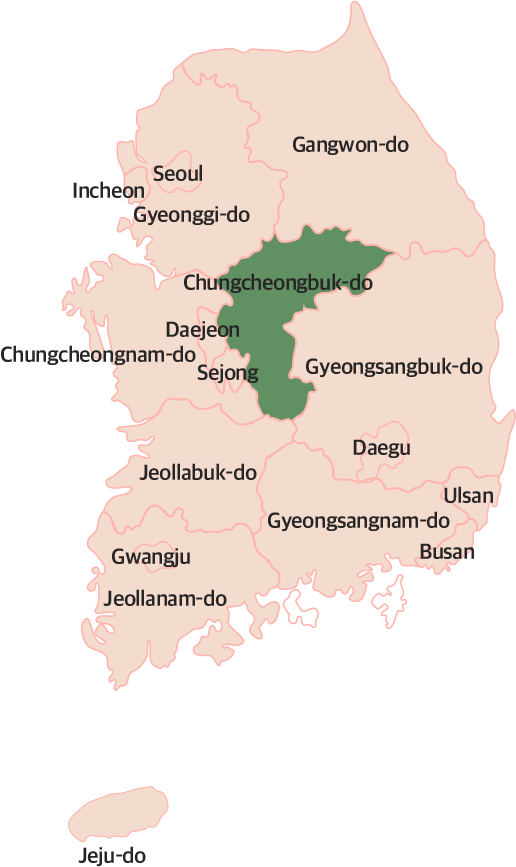 Gangwon-do
Seoul
Incheon
Gyeonggi-do
Chungcheongbuk-do
Daejeon
Chungcheongnam-do
Sejong
Gyeongsangbuk-do
Daegu
Jeollabuk-do
Ulsan
Gyeongsangnam-do
Busan
Gwangju
Jeollanam-do
Jeju-do